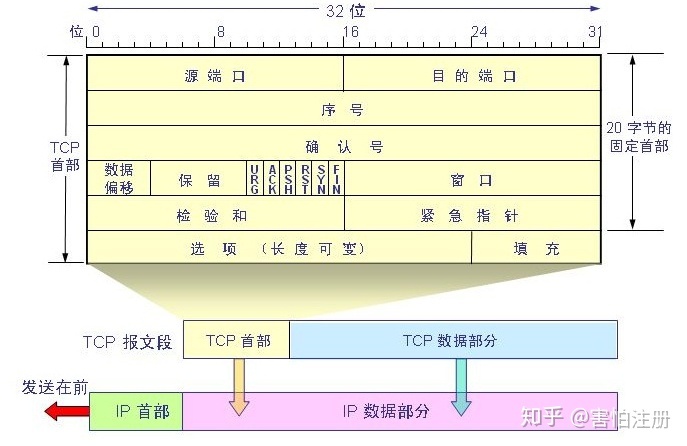 32 位
位 0 8 16 24 31
源端口 目的端口
序号
TCP 首部
确认号
20 字节的固定首部
数据偏移 保留 URG ACK PSH RST SYN FIN 窗口
检验和 紧急指针
选项 (长度可变) 填充
TCP 报文段 TCP 首部 TCP 数据部分
发送在前
IP 首部 IP 数据部分
知乎 @害怕注册